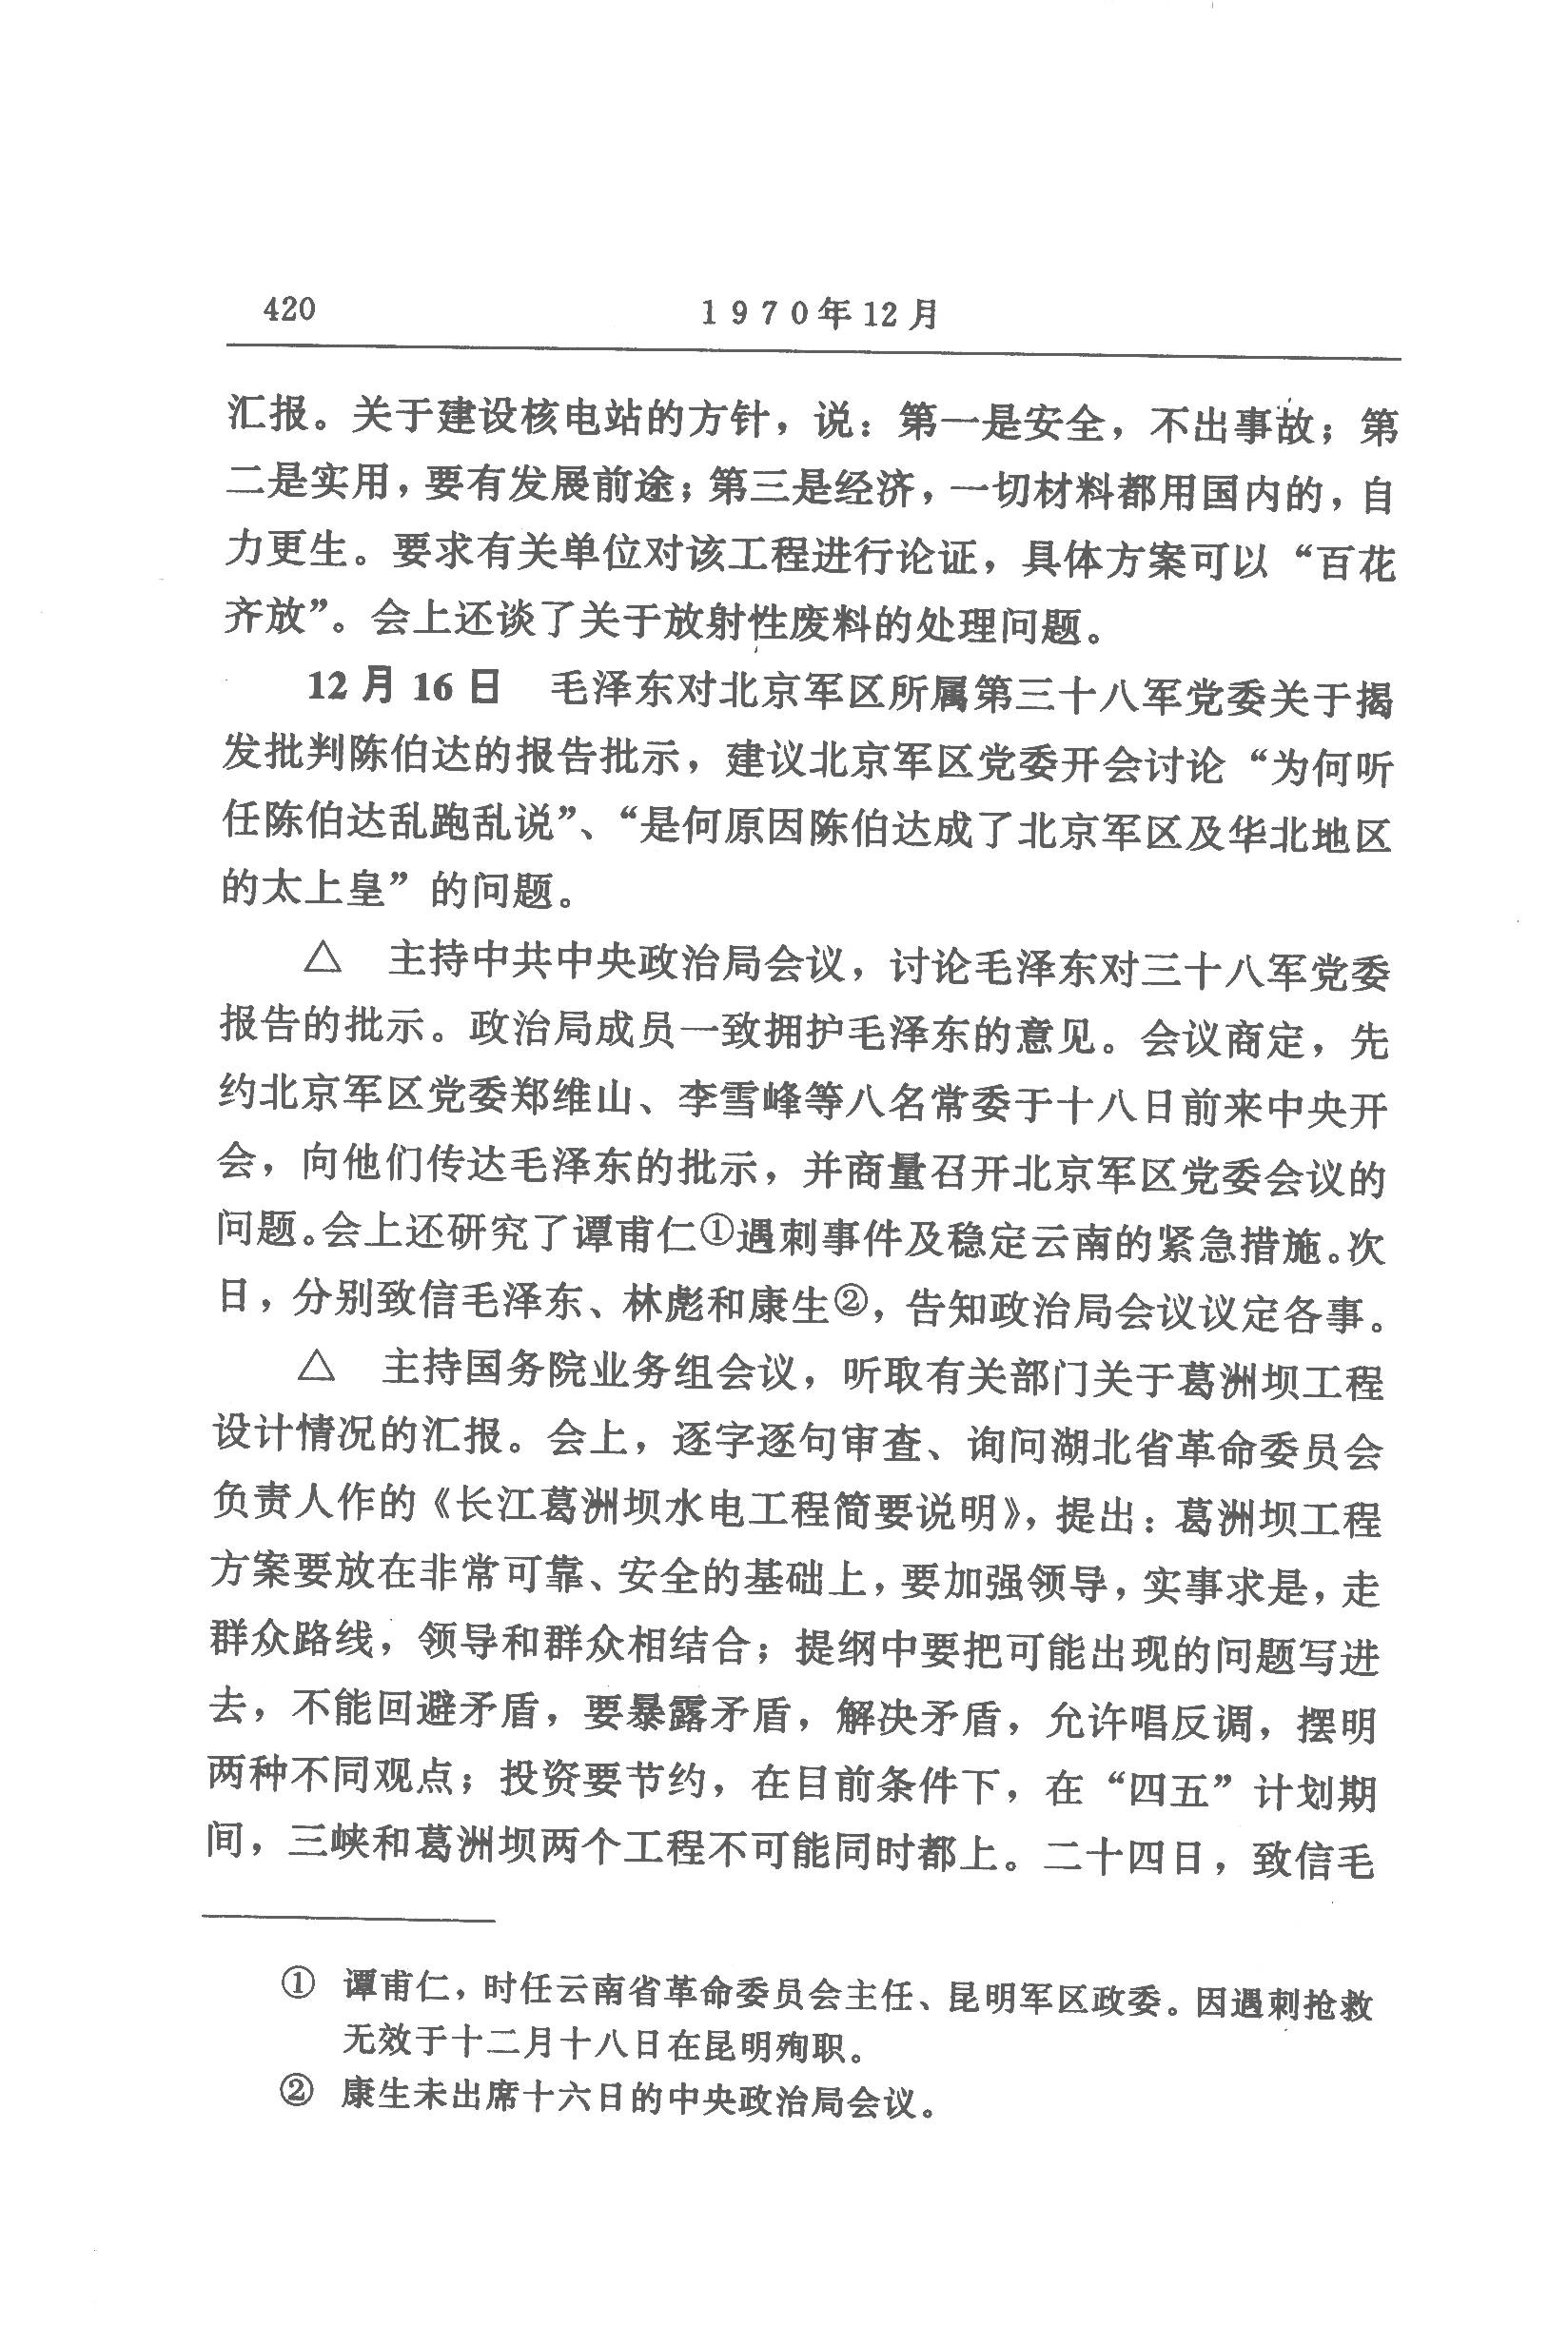 420
1970年12月
汇报。关于建设核电站的方针，说：第一是安全，不出事故；第
二是实用，要有发展前途；第三是经济，一切材料都用国内的，自
力更生。要求有关单位对该工程进行论证，具体方案可以“百花
齐放”。会上还谈了关于放射性废料的处理问题。
12月16日　毛泽东对北京军区所属第三十八军党委关于揭
发批判陈伯达的报告批示，建议北京军区党委开会讨论“为何听
任陈伯达乱跑乱说”、“是何原因陈伯达成了北京军区及华北地区
的太上皇”的问题。
△　主持中共中央政治局会议，讨论毛泽东对三十八军党委
报告的批示。政治局成员一致拥护毛泽东的意见。会议商定，先
约北京军区党委郑维山、李雪峰等八名常委于十八日前来中央开
会，向他们传达毛泽东的批示，并商量召开北京军区党委会议的
问题。会上还研究了谭甫仁①遇刺事件及稳定云南的紧急措施。次
日，分别致信毛泽东、林彪和康生②，告知政治局会议议定各事。
△　主持国务院业务组会议，听取有关部门关于葛洲坝工程
设计情况的汇报。会上，逐字逐句审查、询问湖北省革命委员会
负责人作的《长江葛洲坝水电工程简要说明》，提出：葛洲坝工程
方案要放在非常可靠、安全的基础上，要加强领导，实事求是，走
群众路线，领导和群众相结合；提纲中要把可能出现的问题写进
去，不能回避矛盾，要暴露矛盾，解决矛盾，允许唱反调，摆明
两种不同观点；投资要节约，在目前条件下，在“四五”计划期
间，三峡和葛洲坝两个工程不可能同时都上。二十四日，致信毛
①　谭甫仁，时任云南省革命委员会主任、昆明军区政委。因遇刺抢救
无效于十二月十八日在昆明殉职。
②　康生未出席十六日的中央政治局会议。